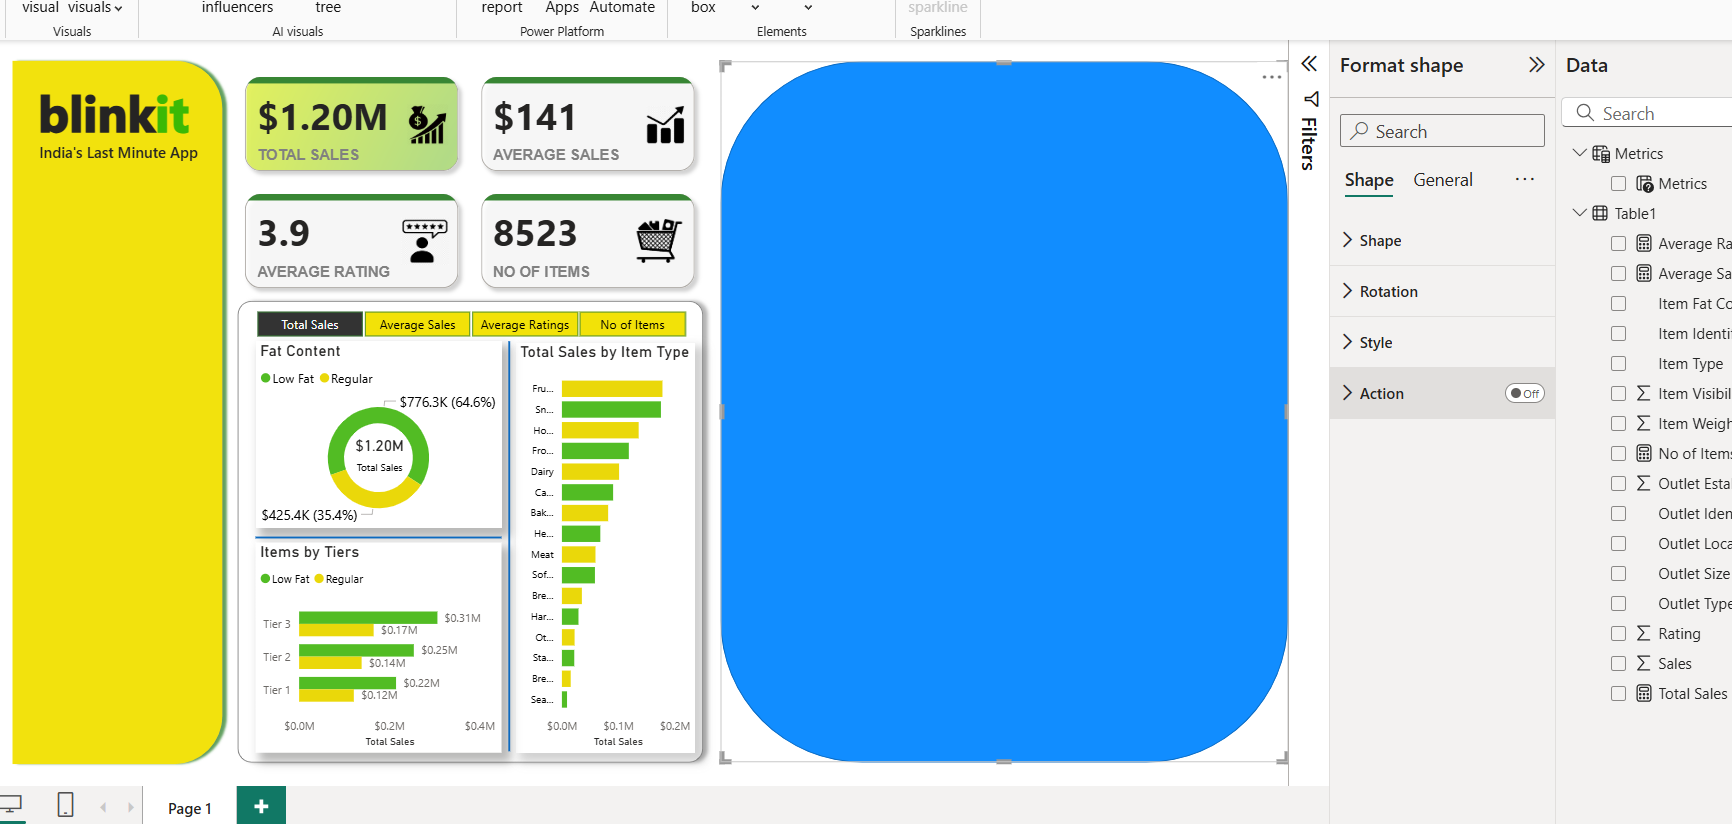 visual visuals
influencers tree
report Apps Automate
box
sparkline
Visuals
AI visuals
Power Platform
Elements
Sparklines
blinkit
India's Last Minute App
$1.20M
TOTAL SALES
$141
AVERAGE SALES
3.9
AVERAGE RATING
8523
NO OF ITEMS
Total Sales
Average Sales
Average Ratings
No of Items
Fat Content
Low Fat Regular
$776.3K (64.6%)
$1.20M
Total Sales
$425.4K (35.4%)
Items by Tiers
Low Fat Regular
Tier 3
$0.31M
$0.17M
Tier 2
$0.25M
$0.14M
Tier 1
$0.22M
$0.12M
$0.0M $0.2M $0.4M
Total Sales
Total Sales by Item Type
Fru...
Sn...
Ho...
Fro...
Dairy
Ca...
Bak...
He...
Meat
Sof...
Bre...
Har...
Ot...
Sta...
Bre...
Sea...
$0.0M $0.1M $0.2M
Total Sales
Filters
Format shape
Search
Shape General
Shape
Rotation
Style
Action Off
Data
Search
Metrics
Metrics
Table1
Average Ra
Average Sa
Item Fat Co
Item Identi
Item Type
Item Visibil
Item Weigh
No of Items
Outlet Estal
Outlet Iden
Outlet Loca
Outlet Size
Outlet Type
Rating
Sales
Total Sales
Page 1